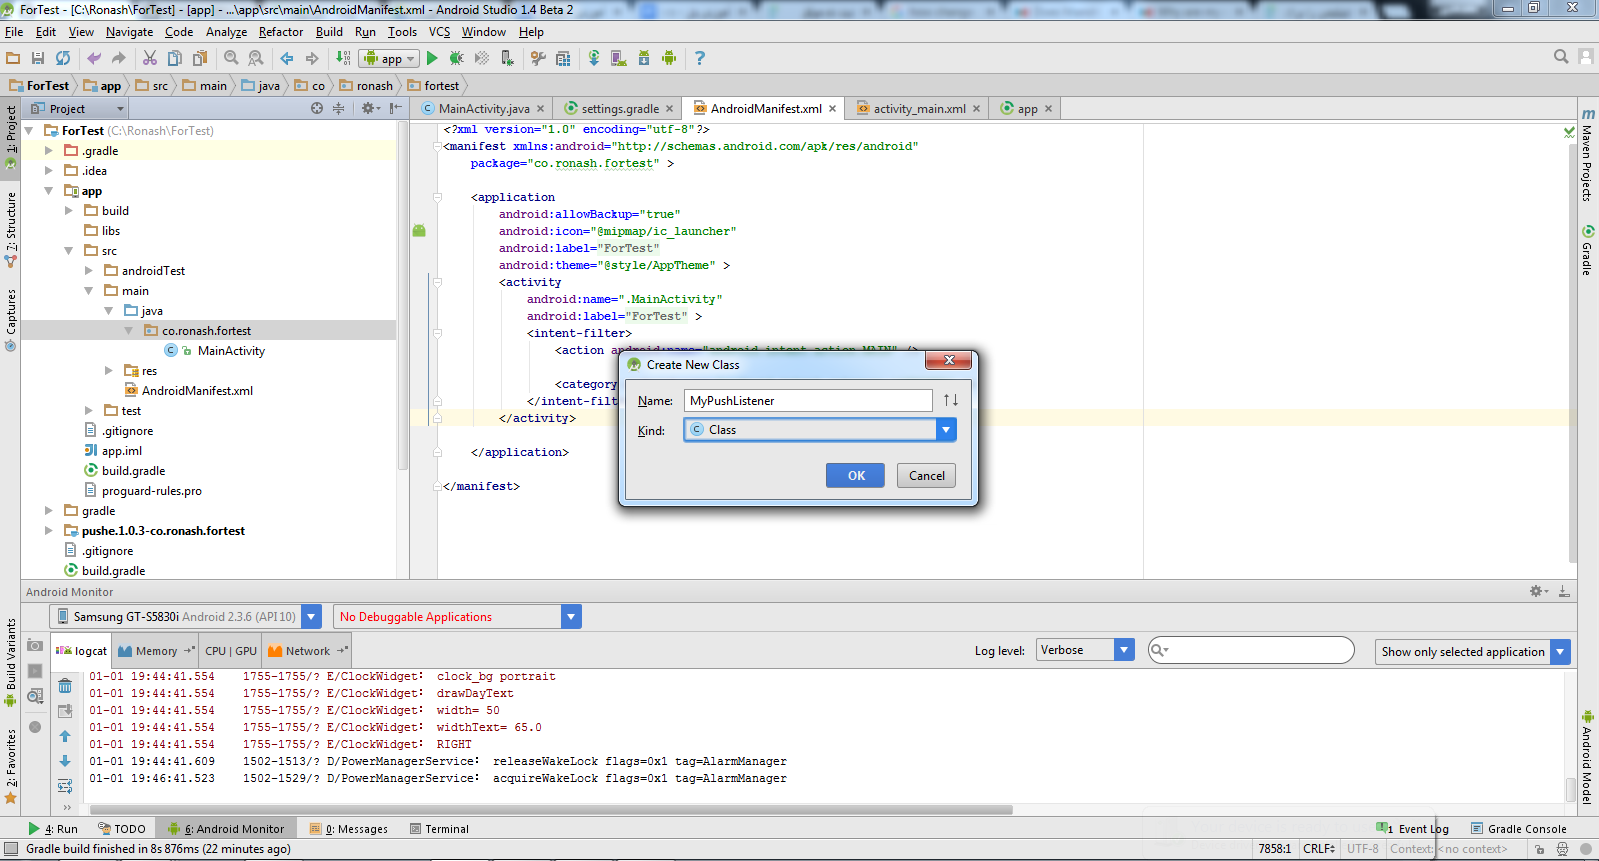 ForTest - [C:\Ronash\ForTest] - [app] - ...\app\src\main\AndroidManifest.xml - Android Studio 1.4 Beta 2
File Edit View Navigate Code Analyze Refactor Build Run Tools VCS Window Help
app
ForTest app src main java co ronash fortest
Project
MainActivity.java settings.gradle AndroidManifest.xml activity_main.xml app
1: Project
7: Structure
Captures
Build Variants
2: Favorites
ForTest (C:\Ronash\ForTest)
.gradle
.idea
app
build
libs
src
androidTest
main
java
co.ronash.fortest
MainActivity
res
AndroidManifest.xml
test
.gitignore
app.iml
build.gradle
proguard-rules.pro
gradle
pushe.1.0.3-co.ronash.fortest
.gitignore
build.gradle
<?xml version="1.0" encoding="utf-8"?>
<manifest xmlns:android="http://schemas.android.com/apk/res/android"
package="co.ronash.fortest" >
<application
android:allowBackup="true"
android:icon="@mipmap/ic_launcher"
android:label="ForTest"
android:theme="@style/AppTheme" >
<activity
android:name=".MainActivity"
android:label="ForTest" >
<intent-filter>
<action android:name="android.intent.action.MAIN" />
<category
</intent-filt
</activity>
</application>
</manifest>
Create New Class
Name: MyPushListener
Kind: Class
OK Cancel
Maven Projects
Gradle
Android Model
Android Monitor
Samsung GT-S5830i Android 2.3.6 (API 10) No Debuggable Applications
logcat Memory CPU | GPU Network Log level: Verbose Show only selected application
01-01 19:44:41.554 1755-1755/? E/ClockWidget: clock_bg portrait
01-01 19:44:41.554 1755-1755/? E/ClockWidget: drawDayText
01-01 19:44:41.554 1755-1755/? E/ClockWidget: width= 50
01-01 19:44:41.554 1755-1755/? E/ClockWidget: widthText= 65.0
01-01 19:44:41.554 1755-1755/? E/ClockWidget: RIGHT
01-01 19:44:41.609 1502-1513/? D/PowerManagerService: releaseWakeLock flags=0x1 tag=AlarmManager
01-01 19:46:41.523 1502-1529/? D/PowerManagerService: acquireWakeLock flags=0x1 tag=AlarmManager
4: Run TODO 6: Android Monitor 0: Messages Terminal 1 Event Log Gradle Console
Gradle build finished in 8s 876ms (22 minutes ago) 7858:1 CRLF UTF-8 Context: <no context>